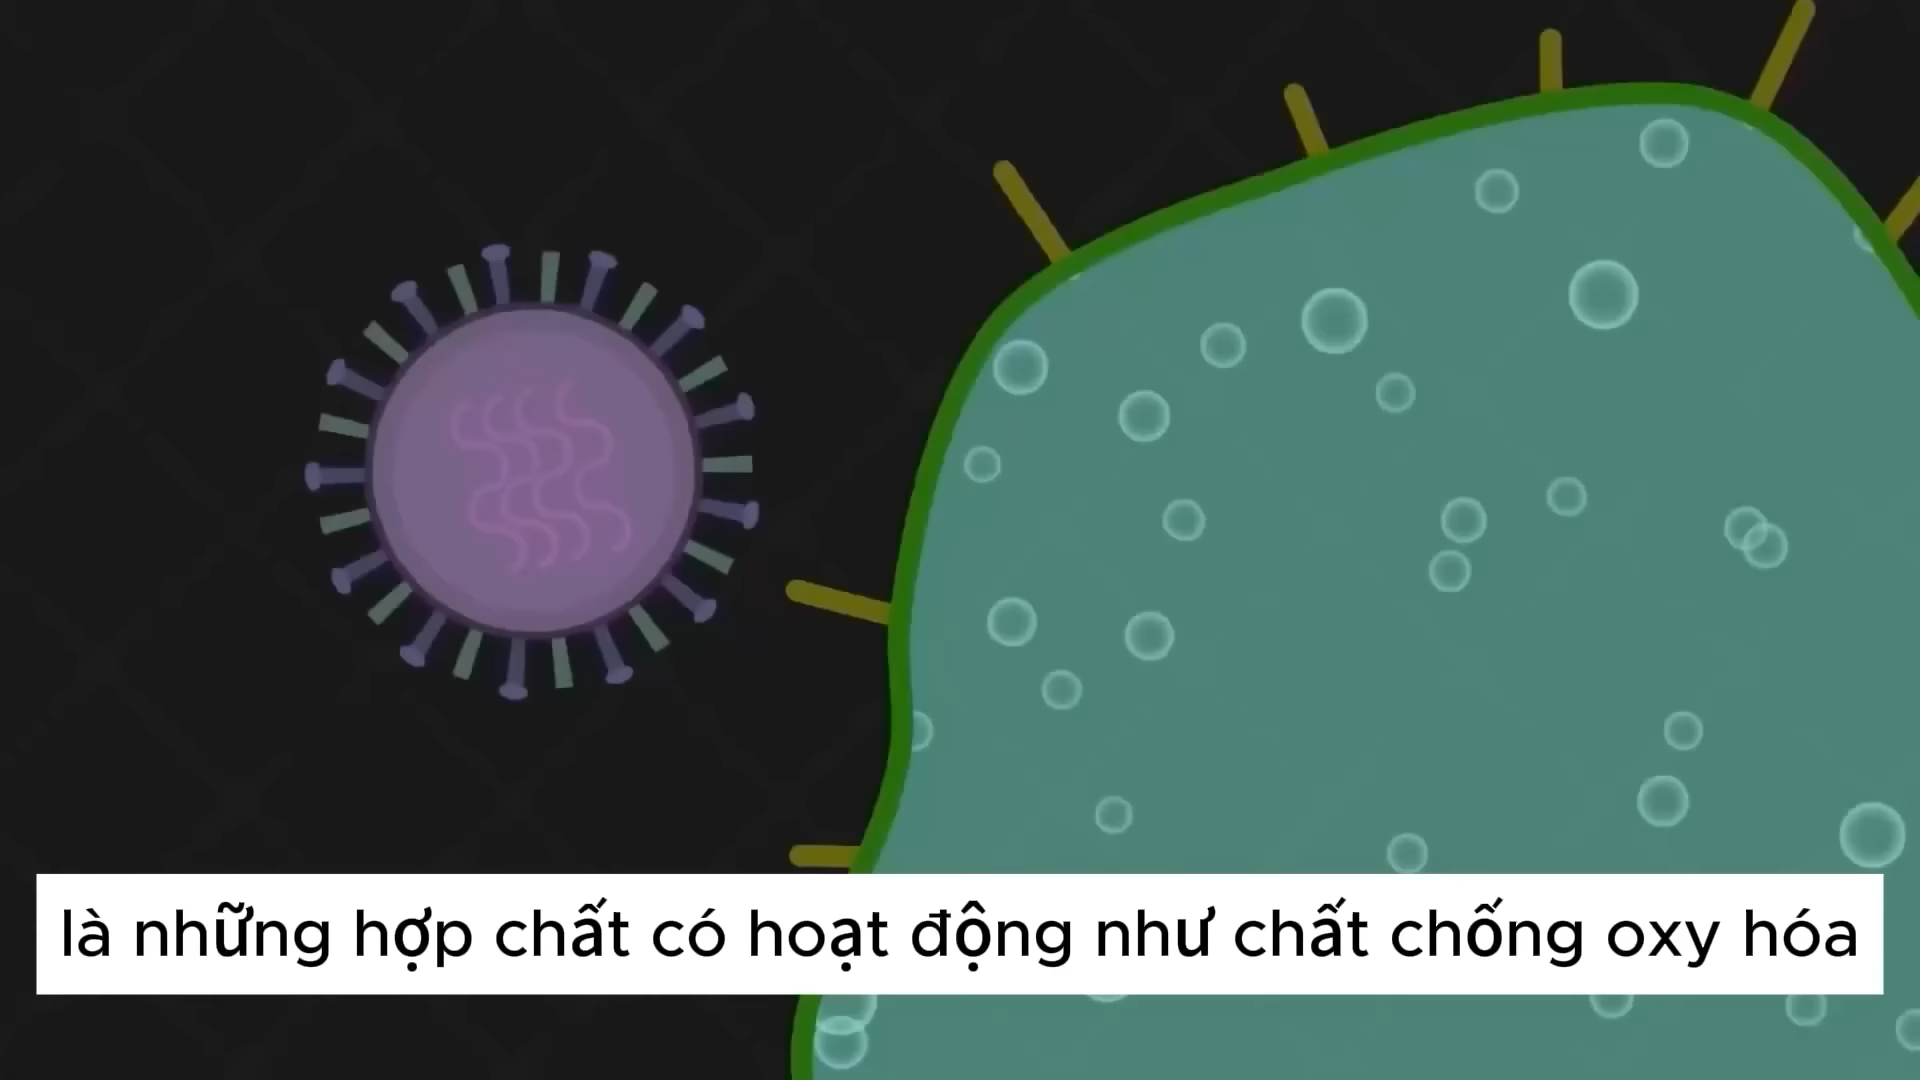 là những hợp chất có hoạt động như chất chống oxy hóa